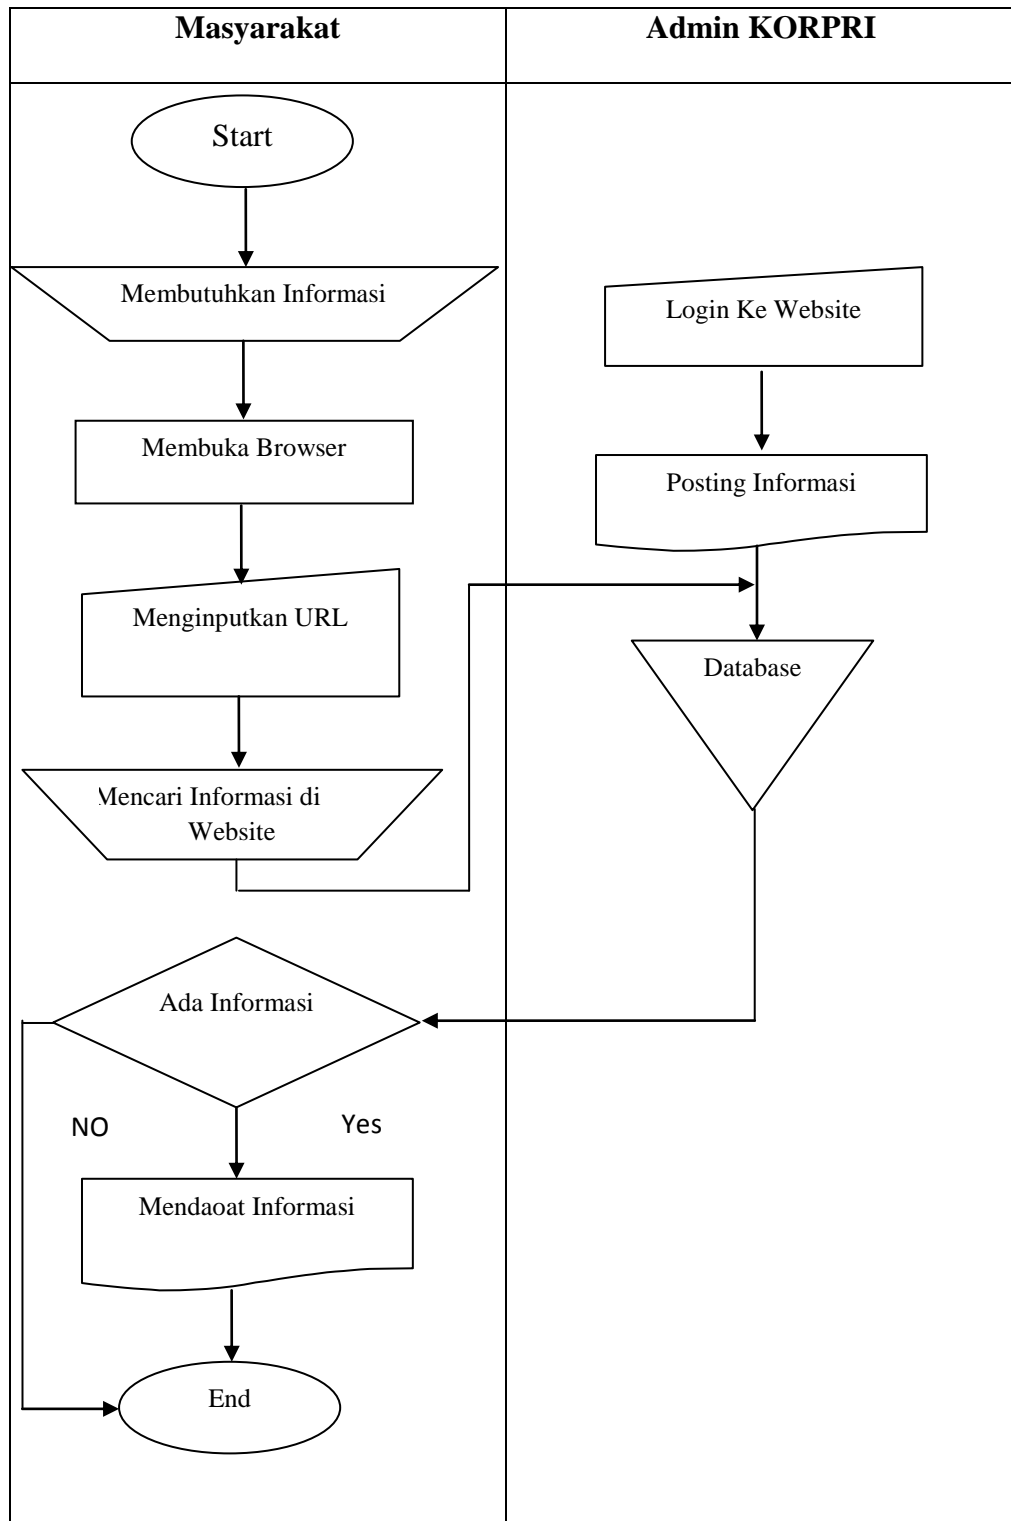 Masyarakat
Admin KORPRI
Start
Membutuhkan Informasi
Login Ke Website
Membuka Browser
Posting Informasi
Menginputkan URL
Database
Mencari Informasi di
Website
Ada Informasi
NO
Yes
Mendaoat Informasi
End